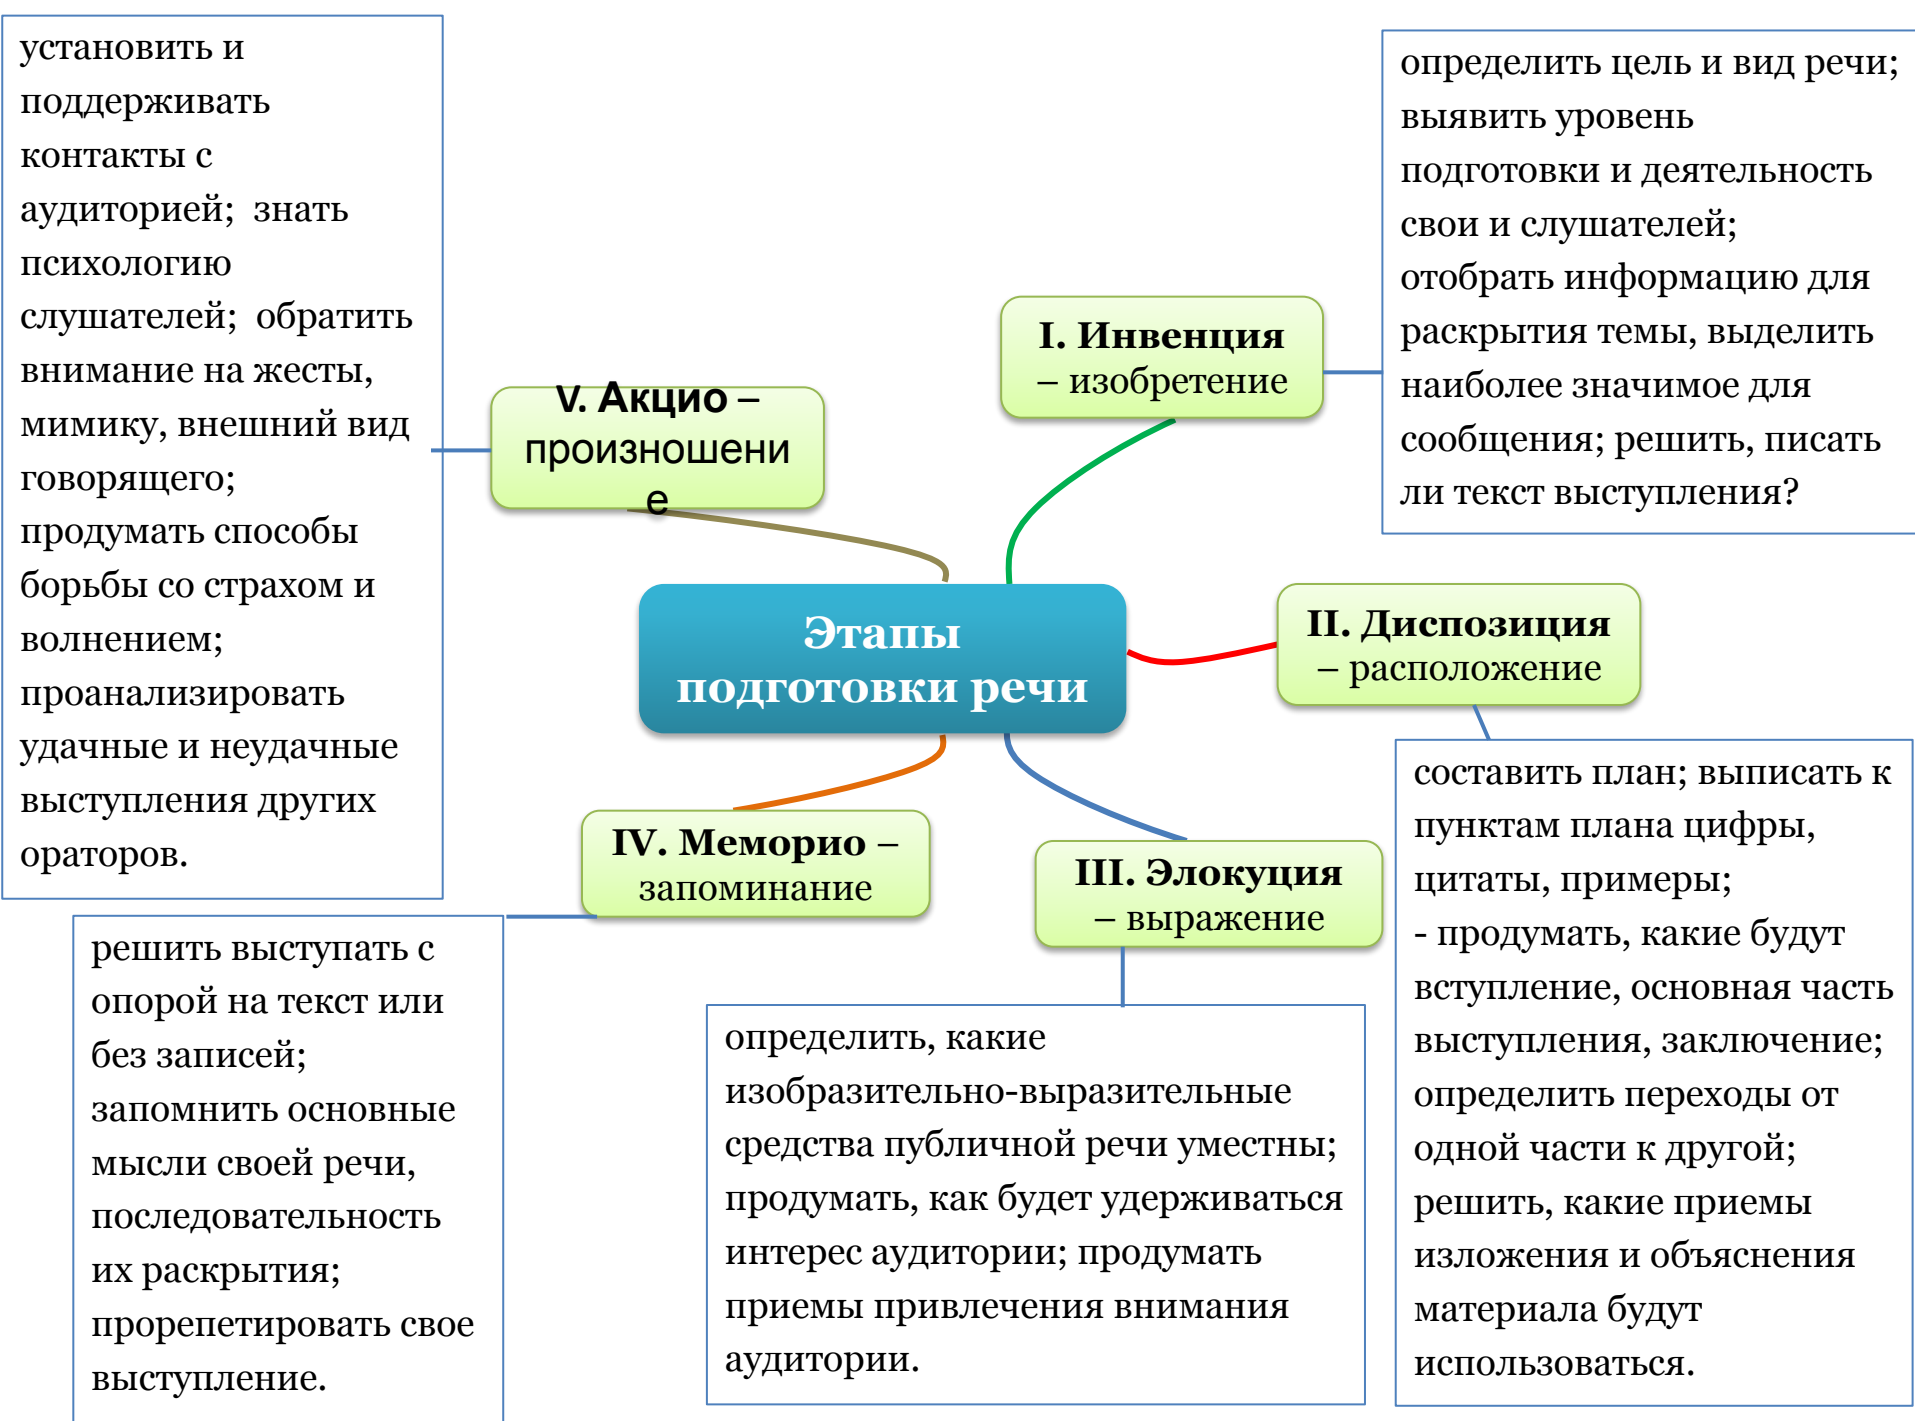 Этапы
подготовки речи
I. Инвенция
– изобретение
определить цель и вид речи;
выявить уровень
подготовки и деятельность
свои и слушателей;
отобрать информацию для
раскрытия темы, выделить
наиболее значимое для
сообщения; решить, писать
ли текст выступления?
II. Диспозиция
– расположение
составить план; выписать к
пунктам плана цифры,
цитаты, примеры;
- продумать, какие будут
вступление, основная часть
выступления, заключение;
определить переходы от
одной части к другой;
решить, какие приемы
изложения и объяснения
материала будут
использоваться.
III. Элокуция
– выражение
определить, какие
изобразительно-выразительные
средства публичной речи уместны;
продумать, как будет удерживаться
интерес аудитории; продумать
приемы привлечения внимания
аудитории.
IV. Меморио –
запоминание
решить выступать с
опорой на текст или
без записей;
запомнить основные
мысли своей речи,
последовательность
их раскрытия;
прорепетировать свое
выступление.
V. Акцио –
произношени
е
установить и
поддерживать
контакты с
аудиторией; знать
психологию
слушателей; обратить
внимание на жесты,
мимику, внешний вид
говорящего;
продумать способы
борьбы со страхом и
волнением;
проанализировать
удачные и неудачные
выступления других
ораторов.